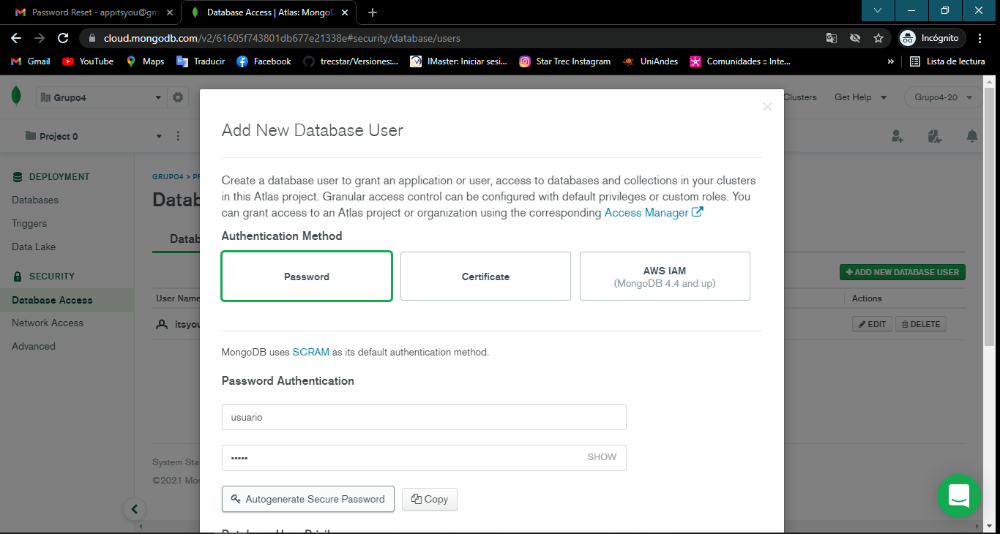 Password Reset - appitsyou@gm
Database Access | Atlas: MongoD
cloud.mongodb.com/v2/61605f743801db677e21338e#security/database/users
Incógnito
Gmail
YouTube
Maps
Traducir
Facebook
trecstar/Versiones:...
IMaster: Iniciar sesi...
Star Trec Instagram
UniAndes
Comunidades :: Inte...
»
Lista de lectura
Grupo4
Clusters
Get Help
Grupo4-20
Project 0
DEPLOYMENT
Databases
Triggers
Data Lake
SECURITY
Database Access
Network Access
Advanced
GRUPO4 > P
Datab
Datab
+ ADD NEW DATABASE USER
User Name
Actions
itsyou
EDIT
DELETE
System Sta
©2021 Mo
Add New Database User
×
Create a database user to grant an application or user, access to databases and collections in your clusters
in this Atlas project. Granular access control can be configured with default privileges or custom roles. You
can grant access to an Atlas project or organization using the corresponding Access Manager
Authentication Method
Password
Certificate
AWS IAM
(MongoDB 4.4 and up)
MongoDB uses SCRAM as its default authentication method.
Password Authentication
usuario
•••••
SHOW
Autogenerate Secure Password
Copy